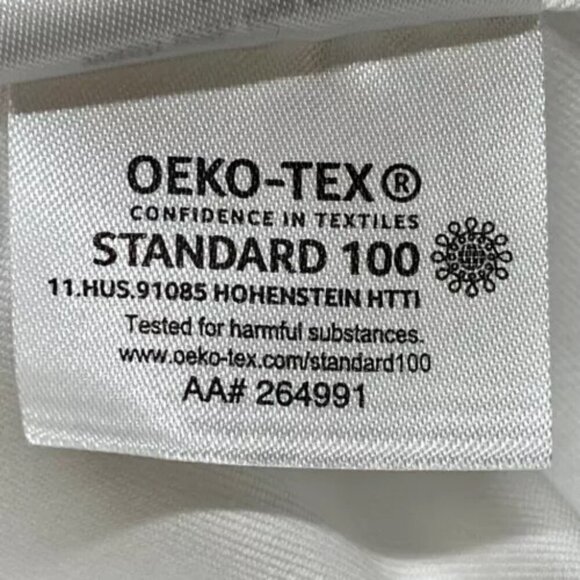 OEKO-TEX®
CONFIDENCE IN TEXTILES
STANDARD 100
11.HUS.91085 HOHENSTEIN HTTI
Tested for harmful substances.
www.oeko-tex.com/standard100
AA# 264991